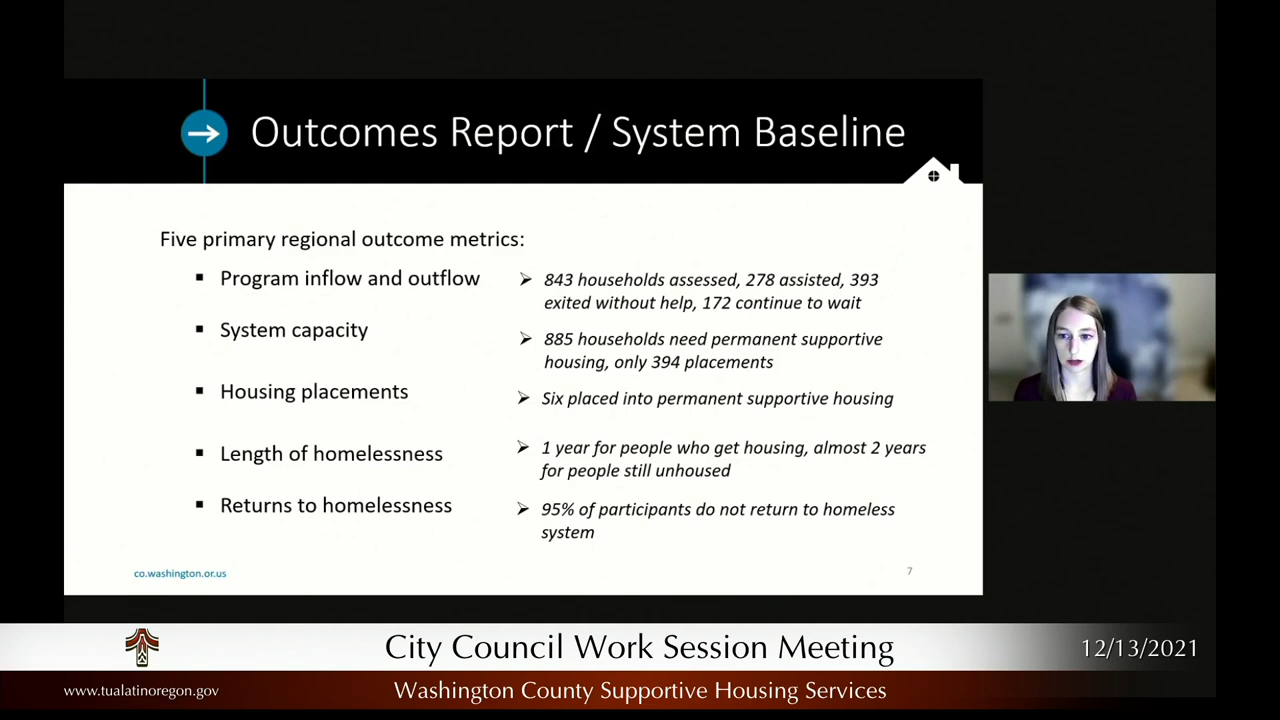 Outcomes Report / System Baseline
Five primary regional outcome metrics:
Program inflow and outflow
843 households assessed, 278 assisted, 393
exited without help, 172 continue to wait
System capacity
885 households need permanent supportive
housing, only 394 placements
Housing placements
Six placed into permanent supportive housing
Length of homelessness
1 year for people who get housing, almost 2 years
for people still unhoused
Returns to homelessness
95% of participants do not return to homeless
system
co.washington.or.us
7
City Council Work Session Meeting
12/13/2021
www.tualatinoregon.gov
Washington County Supportive Housing Services